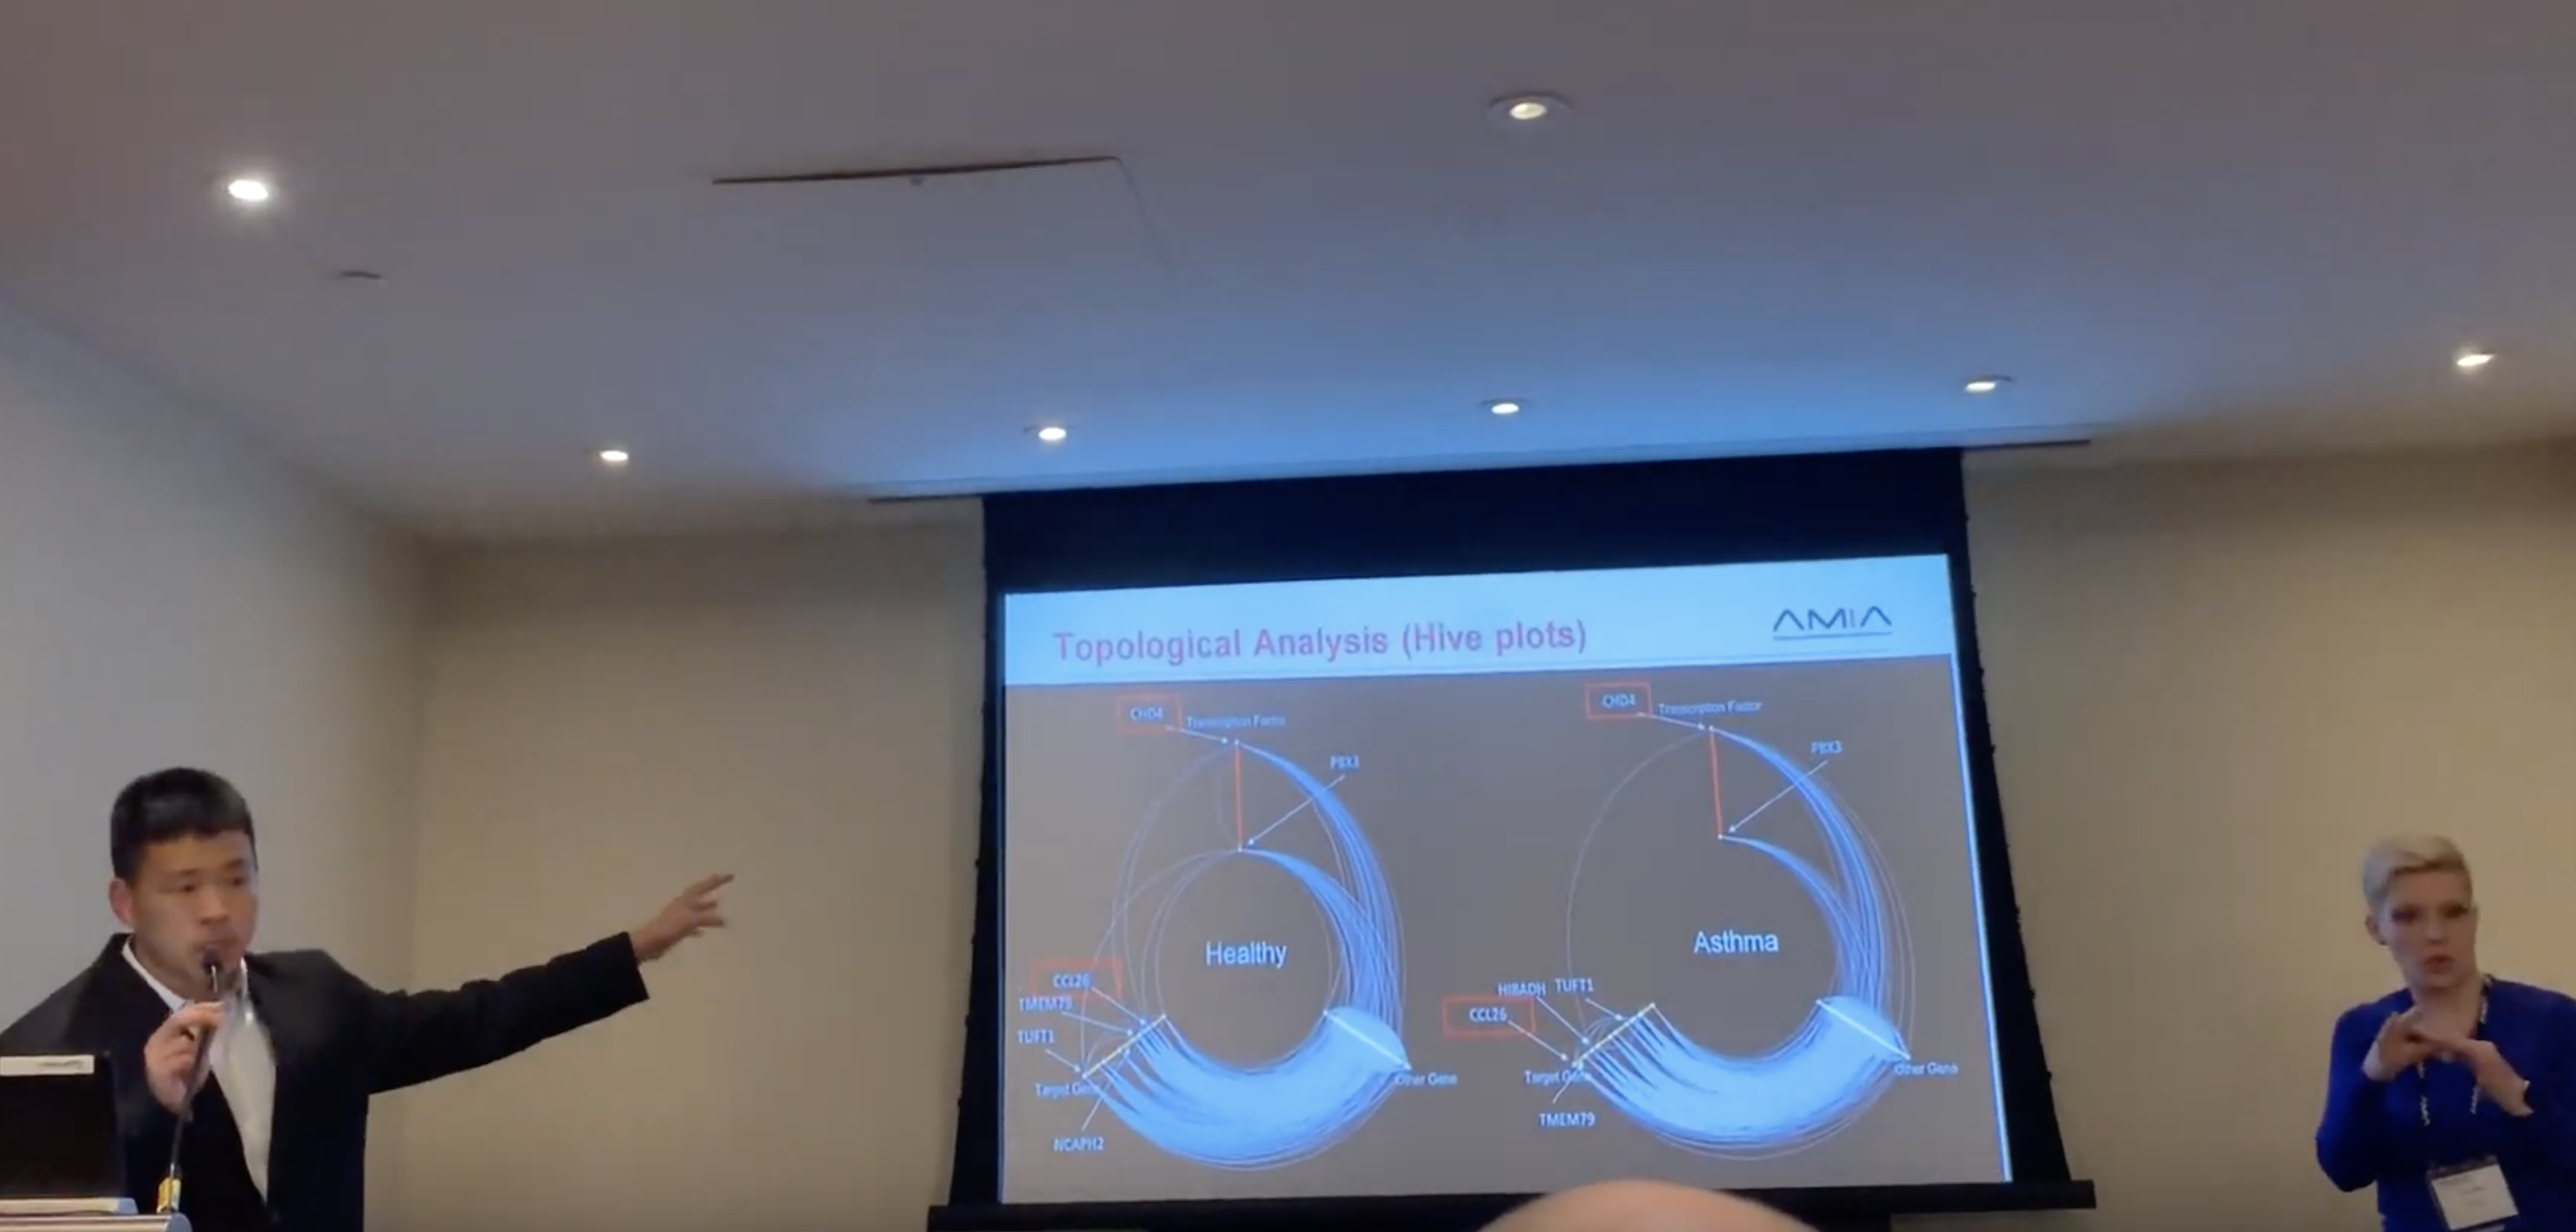 Topological Analysis (Hive plots)
AMIA
CHD4
Transcription Factor
PBX3
Healthy
CCL26
TMEM79
TUFT1
Target Gene
NCAPH2
Other Gene
CHD4
Transcription Factor
PBX3
Asthma
HIBADH
TUFT1
CCL26
Target Gene
TMEM79
Other Gene